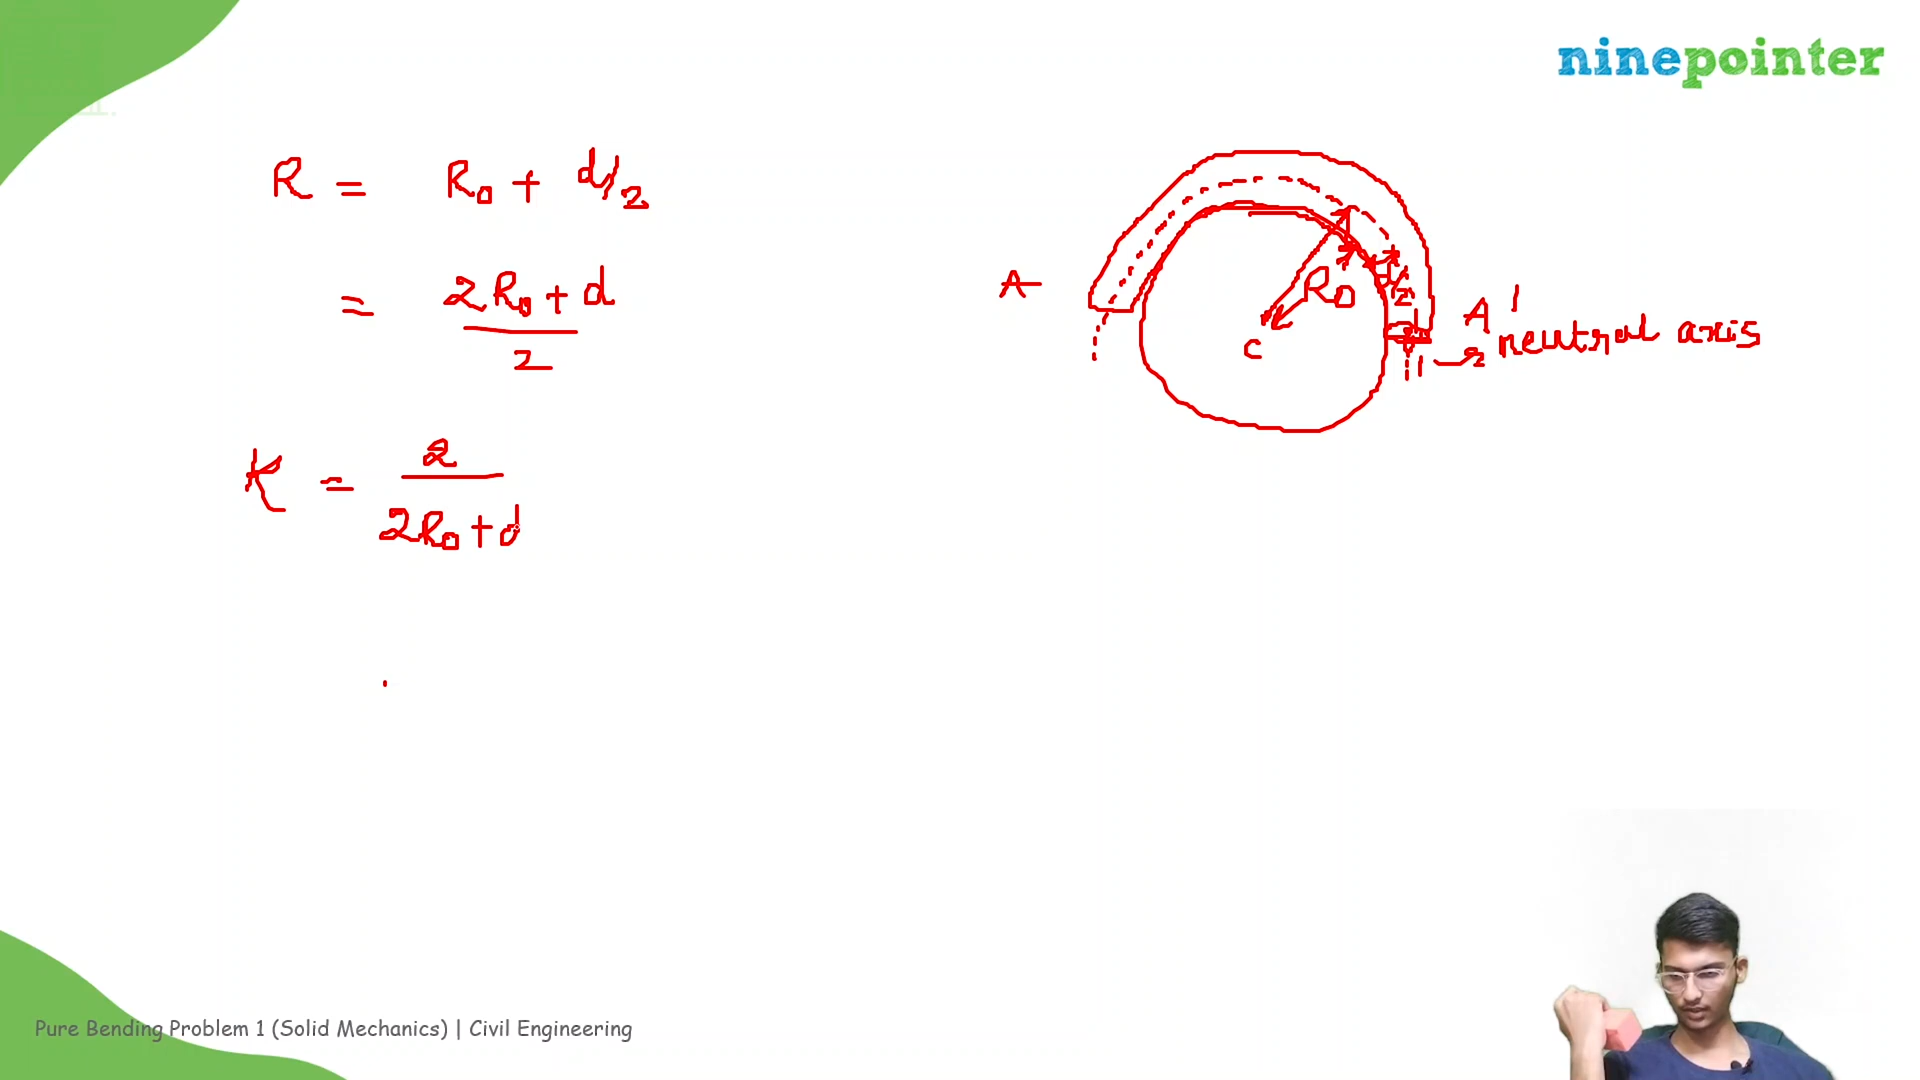 ninepointer
R = R₀ + d/2
= 2R₀ + d / 2
K = 2 / 2R₀ + d
A
R₀
d/2
C
A'
neutral axis
Pure Bending Problem 1 (Solid Mechanics) | Civil Engineering